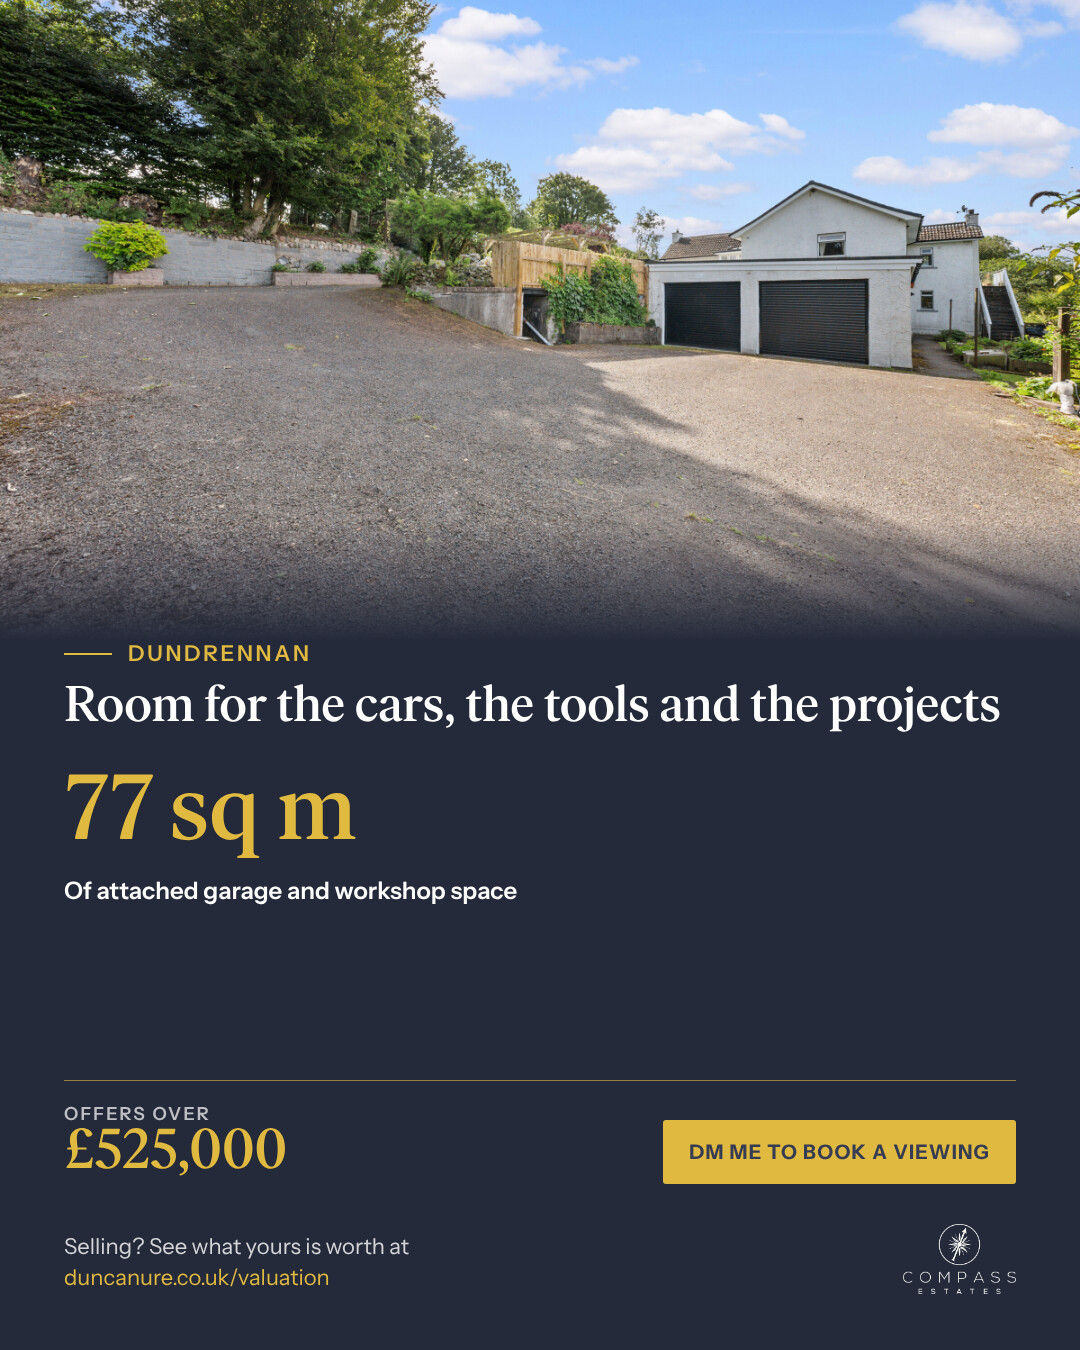 DUNDRENNAN
Room for the cars, the tools and the projects
77 sq m
Of attached garage and workshop space
OFFERS OVER
£525,000
DM ME TO BOOK A VIEWING
Selling? See what yours is worth at
duncanure.co.uk/valuation
COMPASS
ESTATES